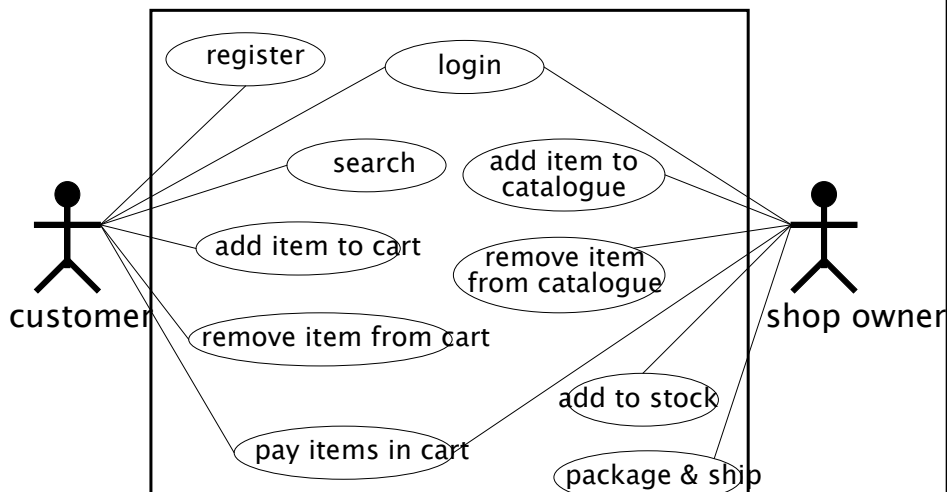 register
login
search
add item to
catalogue
add item to cart
remove item
from catalogue
customer
shop owner
remove item from cart
add to stock
pay items in cart
package & ship